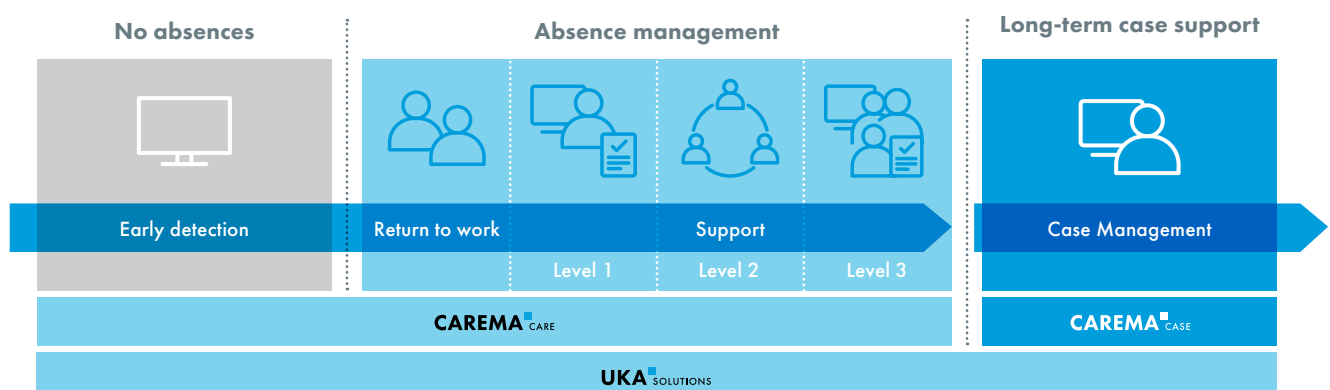 No absences
Absence management
Long-term case support
Early detection
Return to work
Support
Case Management
Level 1
Level 2
Level 3
CAREMA CARE
CAREMA CASE
UKA SOLUTIONS